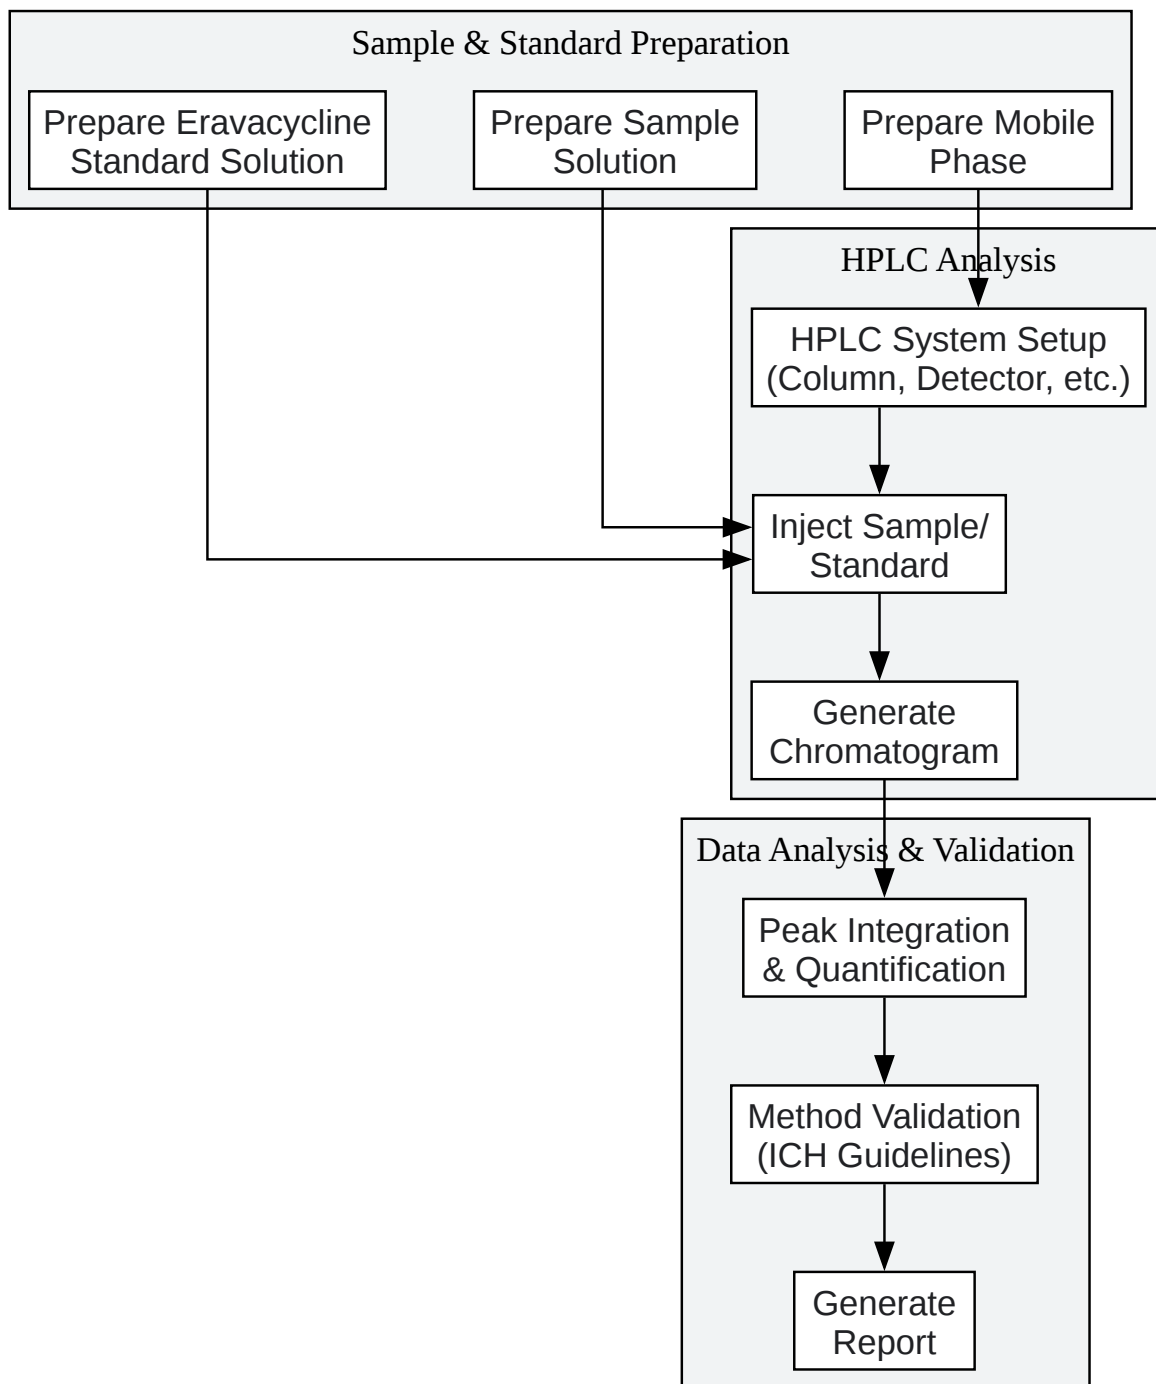 Sample & Standard Preparation
Prepare Eravacycline
Standard Solution
Prepare Sample
Solution
Prepare Mobile
Phase
HPLC Analysis
HPLC System Setup
(Column, Detector, etc.)
Inject Sample/
Standard
Generate
Chromatogram
Data Analysis & Validation
Peak Integration
& Quantification
Method Validation
(ICH Guidelines)
Generate
Report